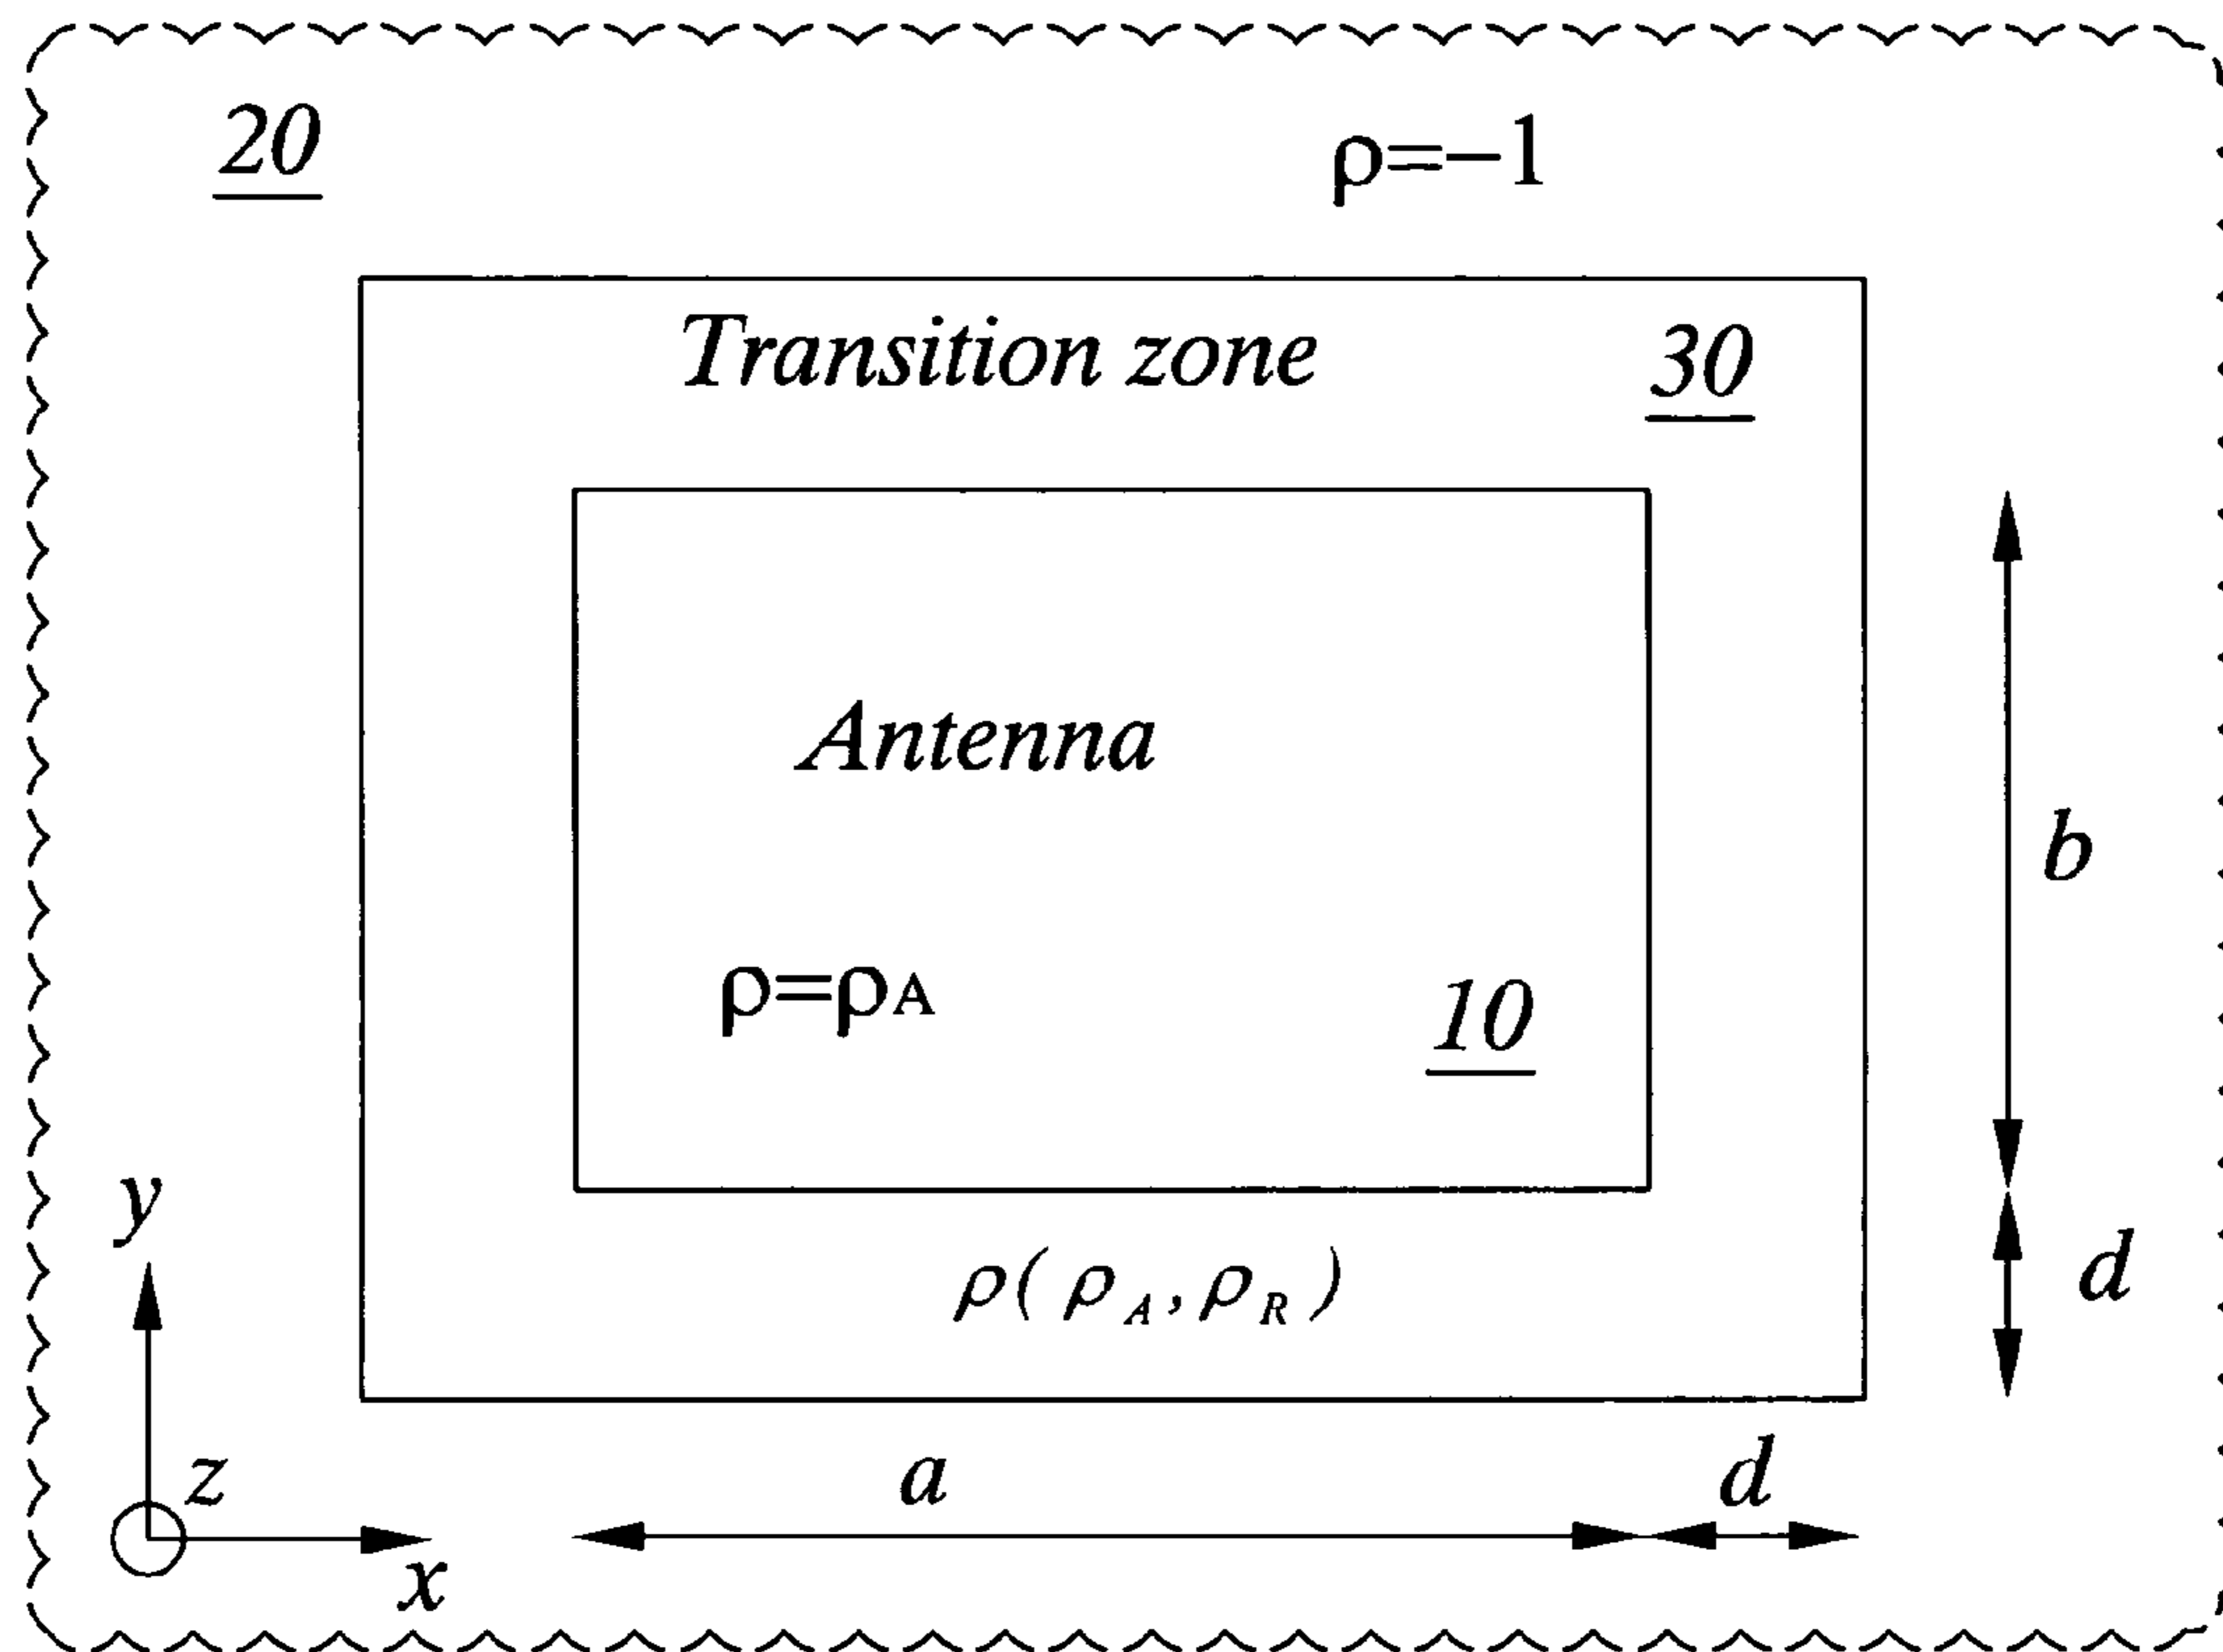 20
ρ=−1
Transition zone
30
Antenna
b
ρ=ρA
10
y
ρ( ρA, ρR )
d
z
a
d
x